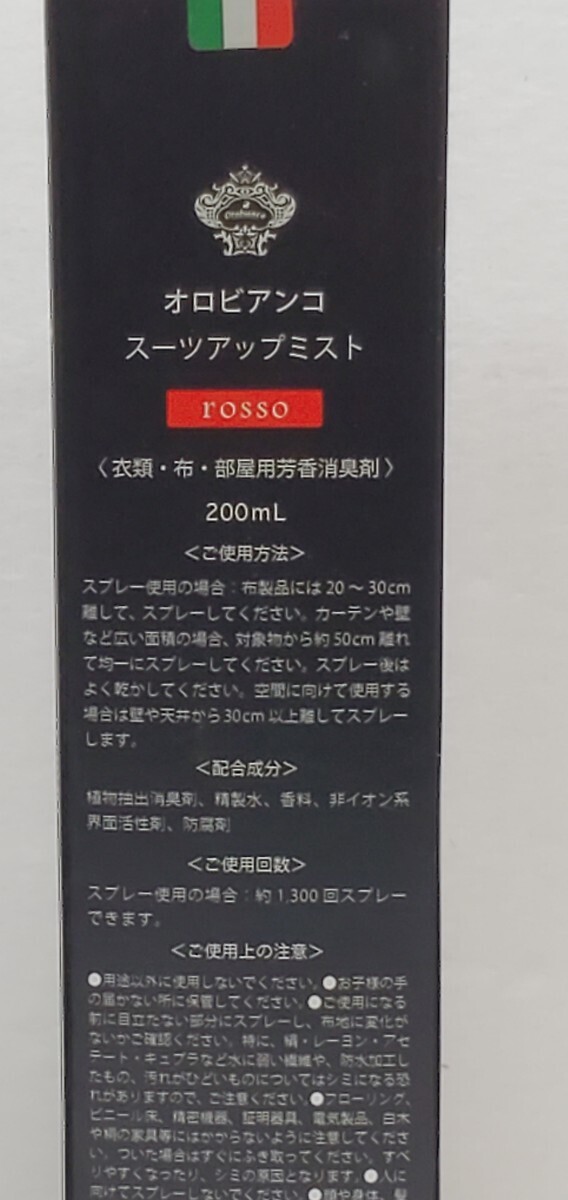 Orobianco
オロビアンコ
スーツアップミスト
rosso
〈衣類・布・部屋用芳香消臭剤〉
200mL
＜ご使用方法＞
スプレー使用の場合：布製品には20～30cm
離して、スプレーしてください。カーテンや壁
など広い面積の場合、対象物から約50cm離れ
て均一にスプレーしてください。スプレー後は
よく乾かしてください。空間に向けて使用する
場合は壁や天井から30cm以上離してスプレー
します。
＜配合成分＞
植物抽出消臭剤、精製水、香料、非イオン系
界面活性剤、防腐剤
＜ご使用回数＞
スプレー使用の場合：約1,300回スプレー
できます。
＜ご使用上の注意＞
●用途以外に使用しないでください。●お子様の手
の届かない所に保管してください。●ご使用になる
前に目立たない部分にスプレーし、布地に変化が
ないかご確認ください。特に、絹・レーヨン・アセ
テート・キュプラなど水に弱い繊維や、防水加工し
たもの、汚れがひどいものについてはシミになる恐
れがありますので、ご注意ください。●フローリング、
ビニール床、精密機器、証明器具、電気製品、白木
や桐の家具等にはかからないように注意してくださ
い。ついた場合はすぐにふき取ってください。すべ
りやすくなったり、シミの原因となります。●人に
向けてスプレーしないでください。●顔や身